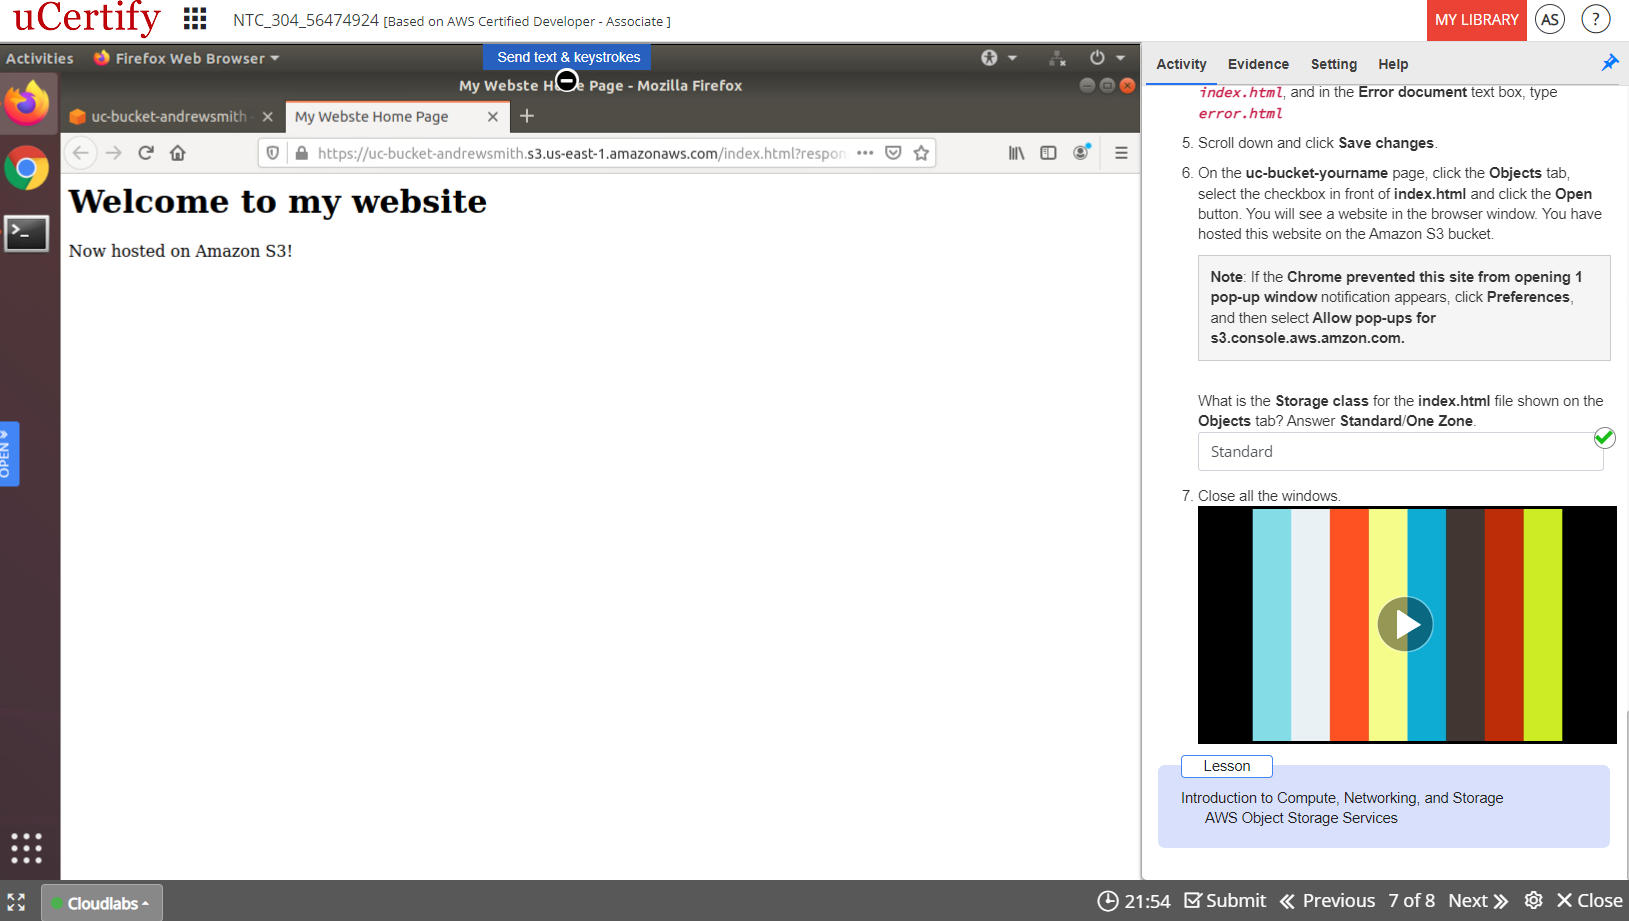 uCertify
NTC_304_56474924 [Based on AWS Certified Developer - Associate ]
MY LIBRARY
AS
?
Activities
Firefox Web Browser
Send text & keystrokes
My Webste Home Page - Mozilla Firefox
uc-bucket-andrewsmith
My Webste Home Page
https://uc-bucket-andrewsmith.s3.us-east-1.amazonaws.com/index.html?respon
Welcome to my website
Now hosted on Amazon S3!
OPEN
Activity Evidence Setting Help
index.html, and in the Error document text box, type
error.html
5. Scroll down and click Save changes.
6. On the uc-bucket-yourname page, click the Objects tab,
select the checkbox in front of index.html and click the Open
button. You will see a website in the browser window. You have
hosted this website on the Amazon S3 bucket.
Note: If the Chrome prevented this site from opening 1
pop-up window notification appears, click Preferences,
and then select Allow pop-ups for
s3.console.aws.amzon.com.
What is the Storage class for the index.html file shown on the
Objects tab? Answer Standard/One Zone.
Standard
7. Close all the windows.
Lesson
Introduction to Compute, Networking, and Storage
AWS Object Storage Services
Cloudlabs
21:54 Submit Previous 7 of 8 Next Close